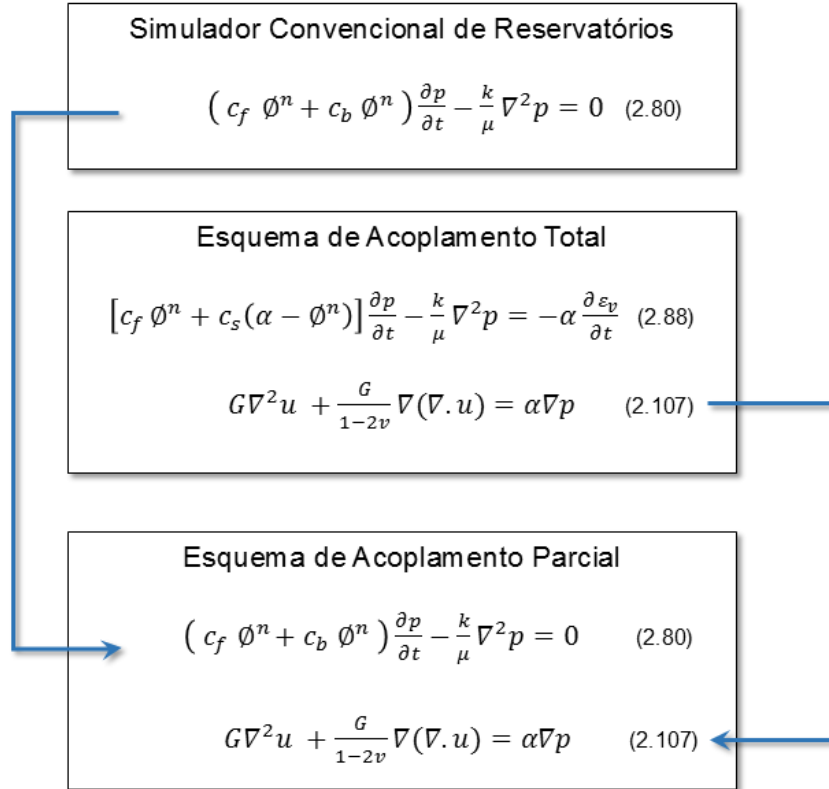 Simulador Convencional de Reservatórios
( c_f ∅ⁿ + c_b ∅ⁿ ) ∂p/∂t − k/μ ∇²p = 0 (2.80)
Esquema de Acoplamento Total
[c_f ∅ⁿ + c_s(α − ∅ⁿ)] ∂p/∂t − k/μ ∇²p = −α ∂ε_v/∂t (2.88)
G∇²u + G/(1−2v) ∇(∇.u) = α∇p (2.107)
Esquema de Acoplamento Parcial
( c_f ∅ⁿ + c_b ∅ⁿ ) ∂p/∂t − k/μ ∇²p = 0 (2.80)
G∇²u + G/(1−2v) ∇(∇.u) = α∇p (2.107)